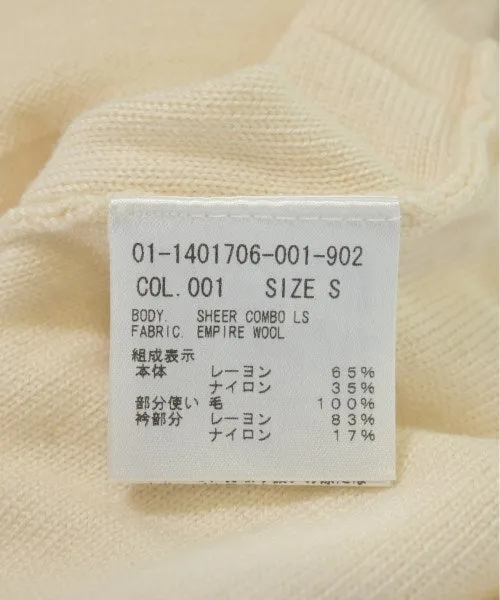 01-1401706-001-902
COL.001 SIZE S
BODY. SHEER COMBO LS
FABRIC. EMPIRE WOOL
組成表示
本体 レーヨン 65%
ナイロン 35%
部分使い 毛 100%
衿部分 レーヨン 83%
ナイロン 17%